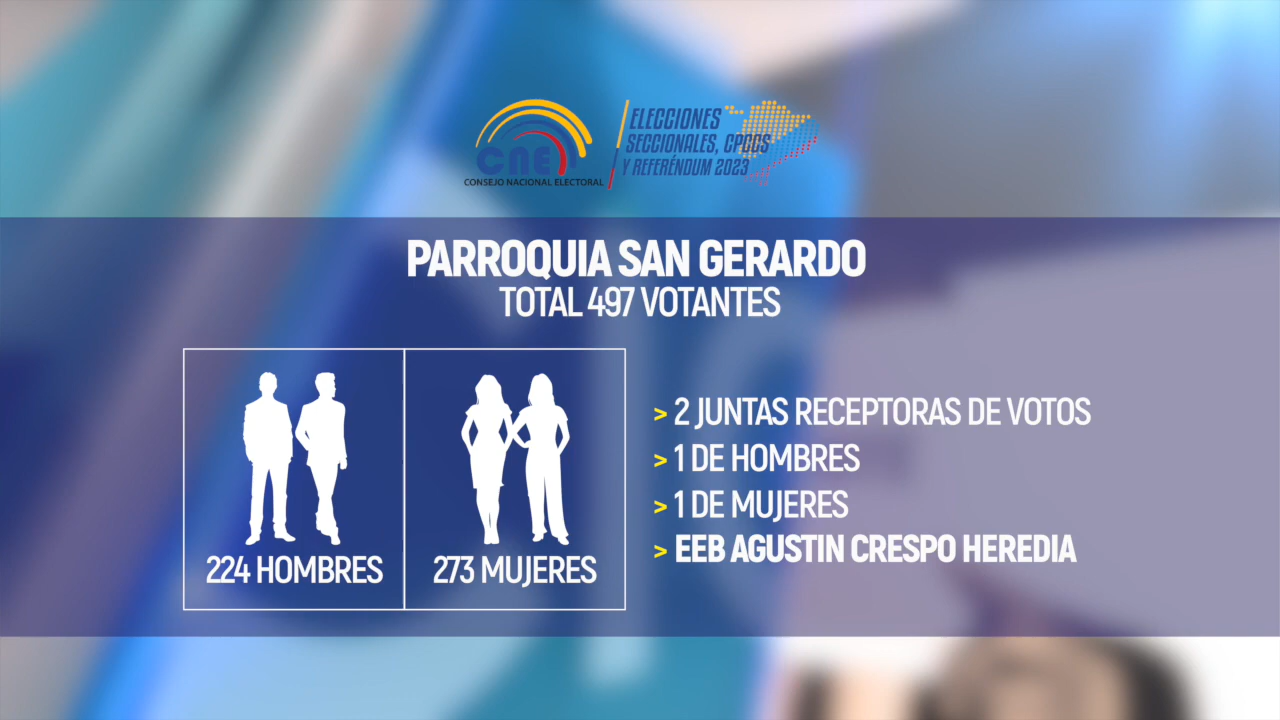 CNE
CONSEJO NACIONAL ELECTORAL
ELECCIONES
SECCIONALES, CPCCS
Y REFERÉNDUM 2023
PARROQUIA SAN GERARDO
TOTAL 497 VOTANTES
224 HOMBRES
273 MUJERES
> 2 JUNTAS RECEPTORAS DE VOTOS
> 1 DE HOMBRES
> 1 DE MUJERES
> EEB AGUSTIN CRESPO HEREDIA